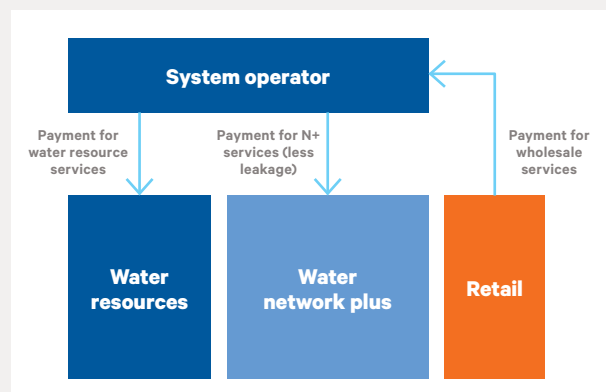 System operator
Payment for
water resource
services
Payment for N+
services (less
leakage)
Payment for
wholesale
services
Water
resources
Water
network plus
Retail